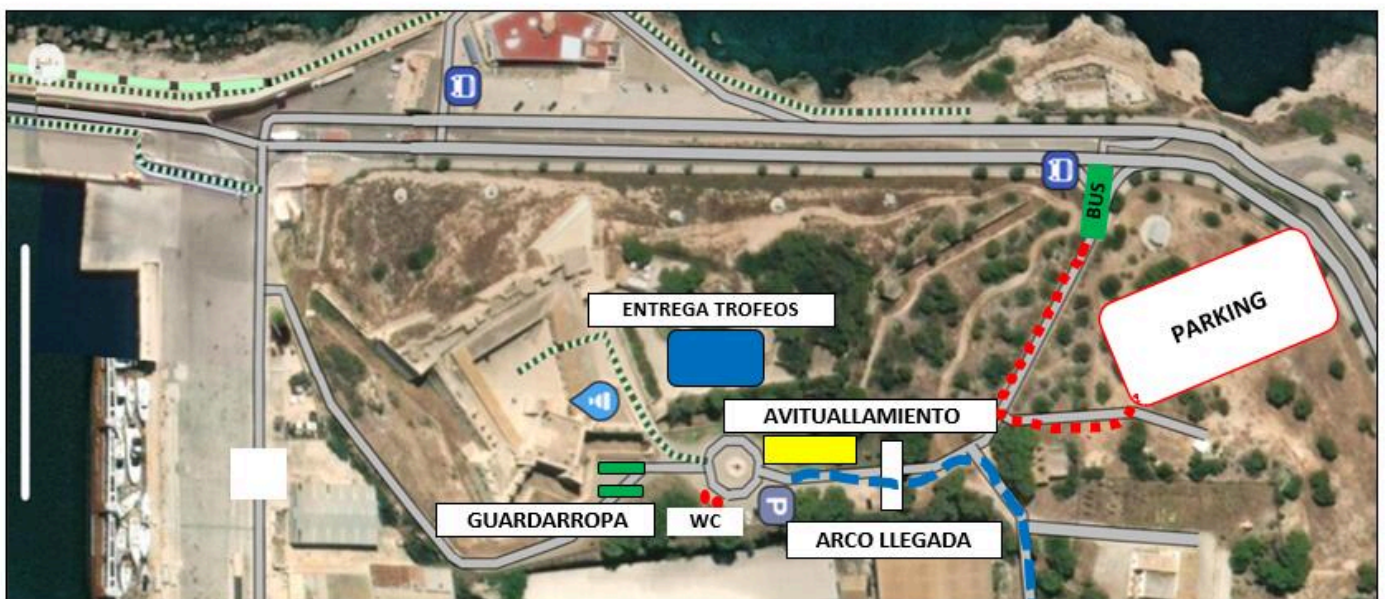 BUS
PARKING
ENTREGA TROFEOS
AVITUALLAMIENTO
GUARDARROPA
WC
P
ARCO LLEGADA